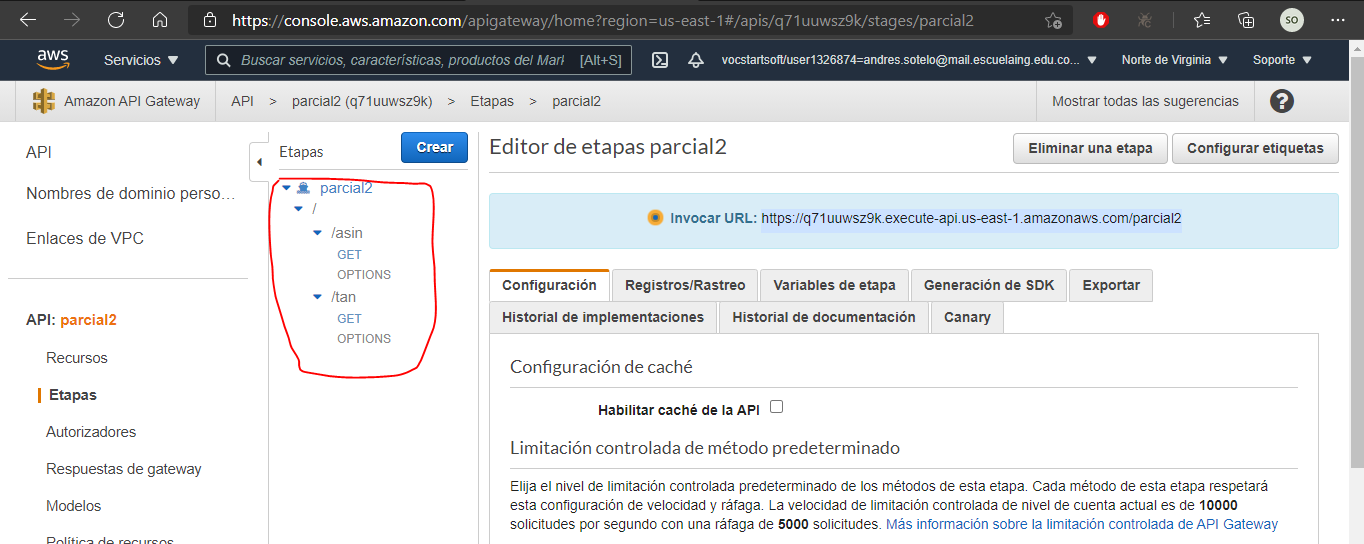 https://console.aws.amazon.com/apigateway/home?region=us-east-1#/apis/q71uuwsz9k/stages/parcial2
SO
aws
Servicios
Buscar servicios, características, productos del Mark
[Alt+S]
vocstartsoft/user1326874=andres.sotelo@mail.escuelaing.edu.co...
Norte de Virginia
Soporte
Amazon API Gateway
API > parcial2 (q71uuwsz9k) > Etapas > parcial2
Mostrar todas las sugerencias
?
API
Nombres de dominio perso…
Enlaces de VPC
API: parcial2
Recursos
Etapas
Autorizadores
Respuestas de gateway
Modelos
Política de recursos
Etapas
Crear
parcial2
/
/asin
GET
OPTIONS
/tan
GET
OPTIONS
Editor de etapas parcial2
Eliminar una etapa
Configurar etiquetas
Invocar URL: https://q71uuwsz9k.execute-api.us-east-1.amazonaws.com/parcial2
Configuración
Registros/Rastreo
Variables de etapa
Generación de SDK
Exportar
Historial de implementaciones
Historial de documentación
Canary
Configuración de caché
Habilitar caché de la API
Limitación controlada de método predeterminado
Elija el nivel de limitación controlada predeterminado de los métodos de esta etapa. Cada método de esta etapa respetará
esta configuración de velocidad y ráfaga. La velocidad de limitación controlada de nivel de cuenta actual es de 10000
solicitudes por segundo con una ráfaga de 5000 solicitudes. Más información sobre la limitación controlada de API Gateway